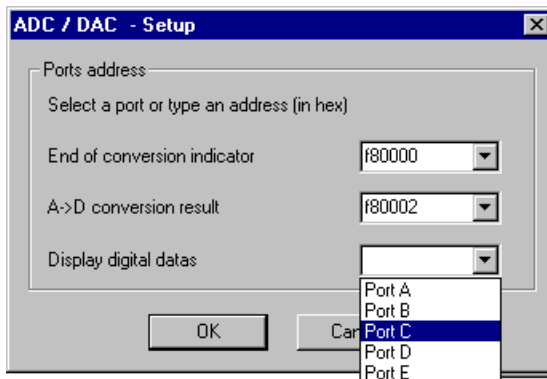 ADC / DAC - Setup
Ports address
Select a port or type an address (in hex)
End of conversion indicator f80000
A->D conversion result f80002
Display digital datas
Port A
Port B
OK Can Port C
Port D
Port E